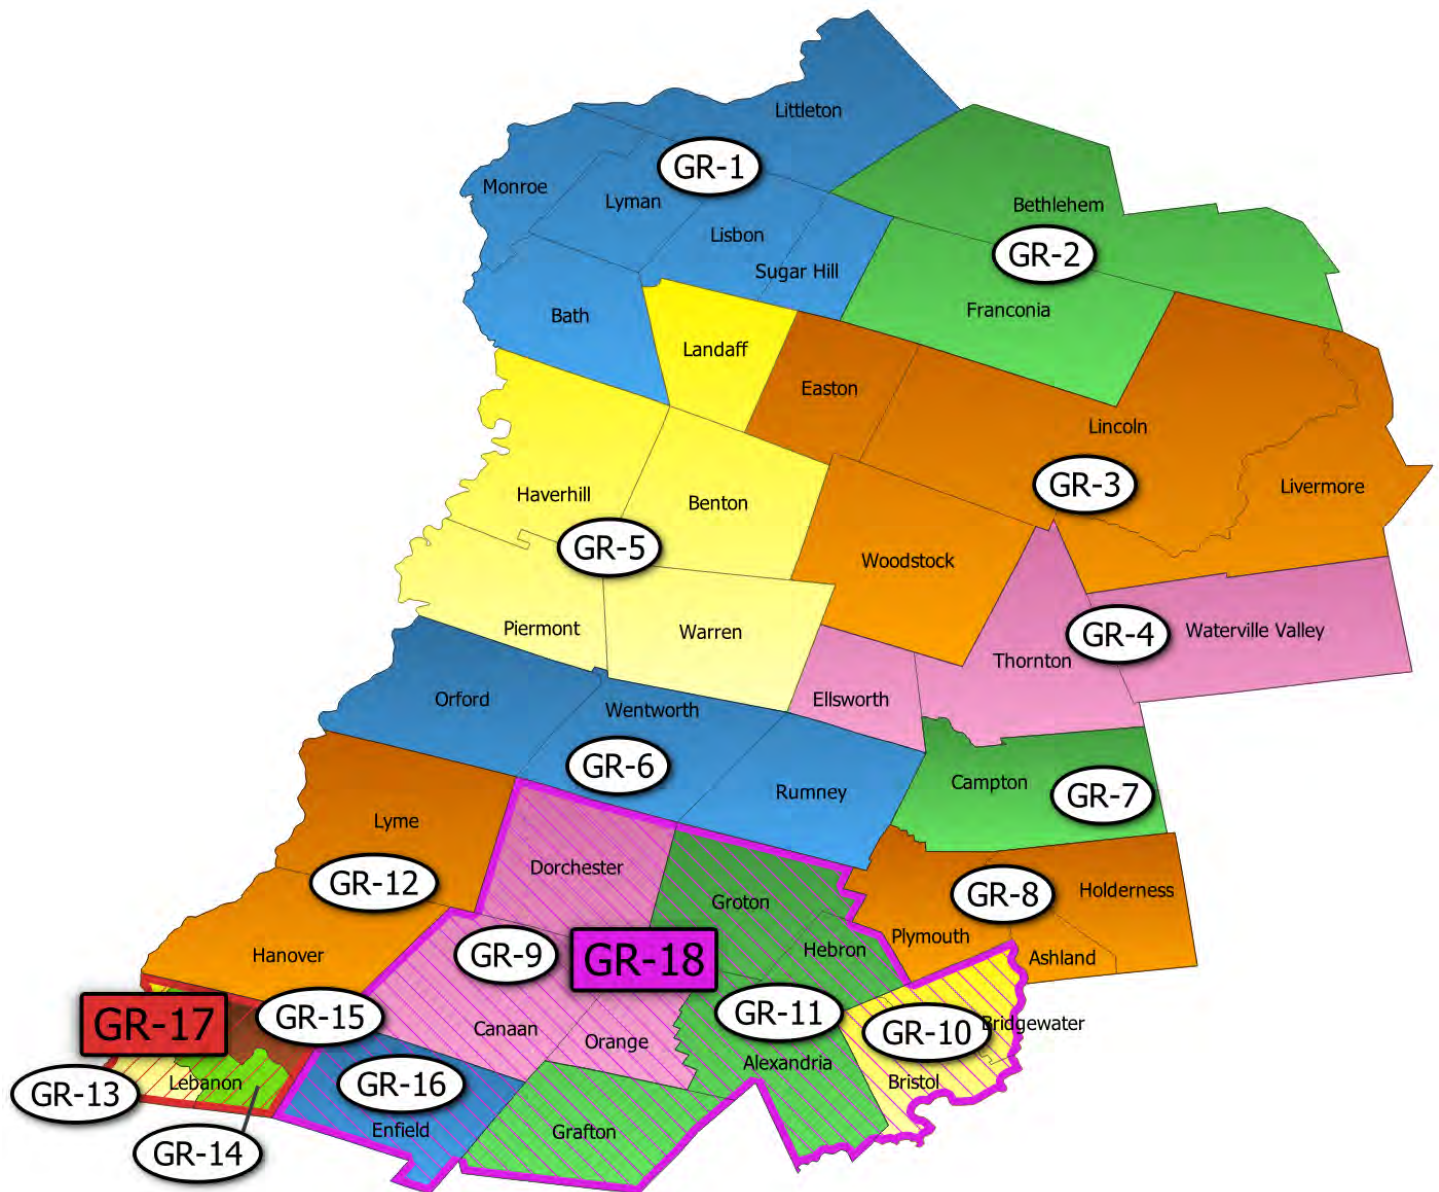 Littleton
GR-1
Monroe
Lyman
Bethlehem
Lisbon
GR-2
Sugar Hill
Franconia
Bath
Landaff
Easton
Lincoln
GR-3
Livermore
Haverhill
Benton
GR-5
Woodstock
Piermont
Warren
GR-4
Waterville Valley
Thornton
Orford
Wentworth
Ellsworth
GR-6
Rumney
Campton
GR-7
Lyme
Dorchester
GR-12
GR-8
Holderness
Groton
Plymouth
Hebron
Ashland
Hanover
GR-9
GR-18
GR-17
GR-15
Canaan
Orange
GR-11
GR-10
Bridgewater
Alexandria
GR-13
Lebanon
GR-16
Bristol
Enfield
Grafton
GR-14